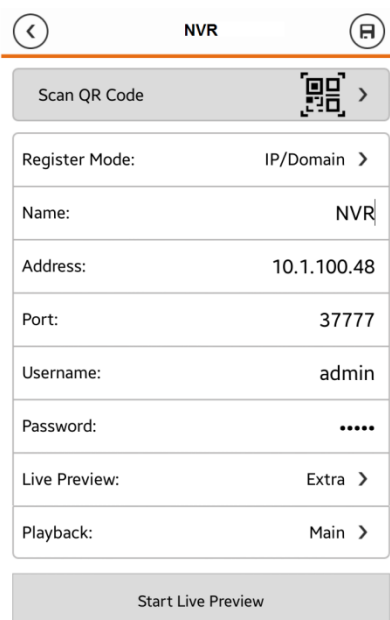 NVR
Scan QR Code
Register Mode: IP/Domain
Name: NVR
Address: 10.1.100.48
Port: 37777
Username: admin
Password: •••••
Live Preview: Extra
Playback: Main
Start Live Preview